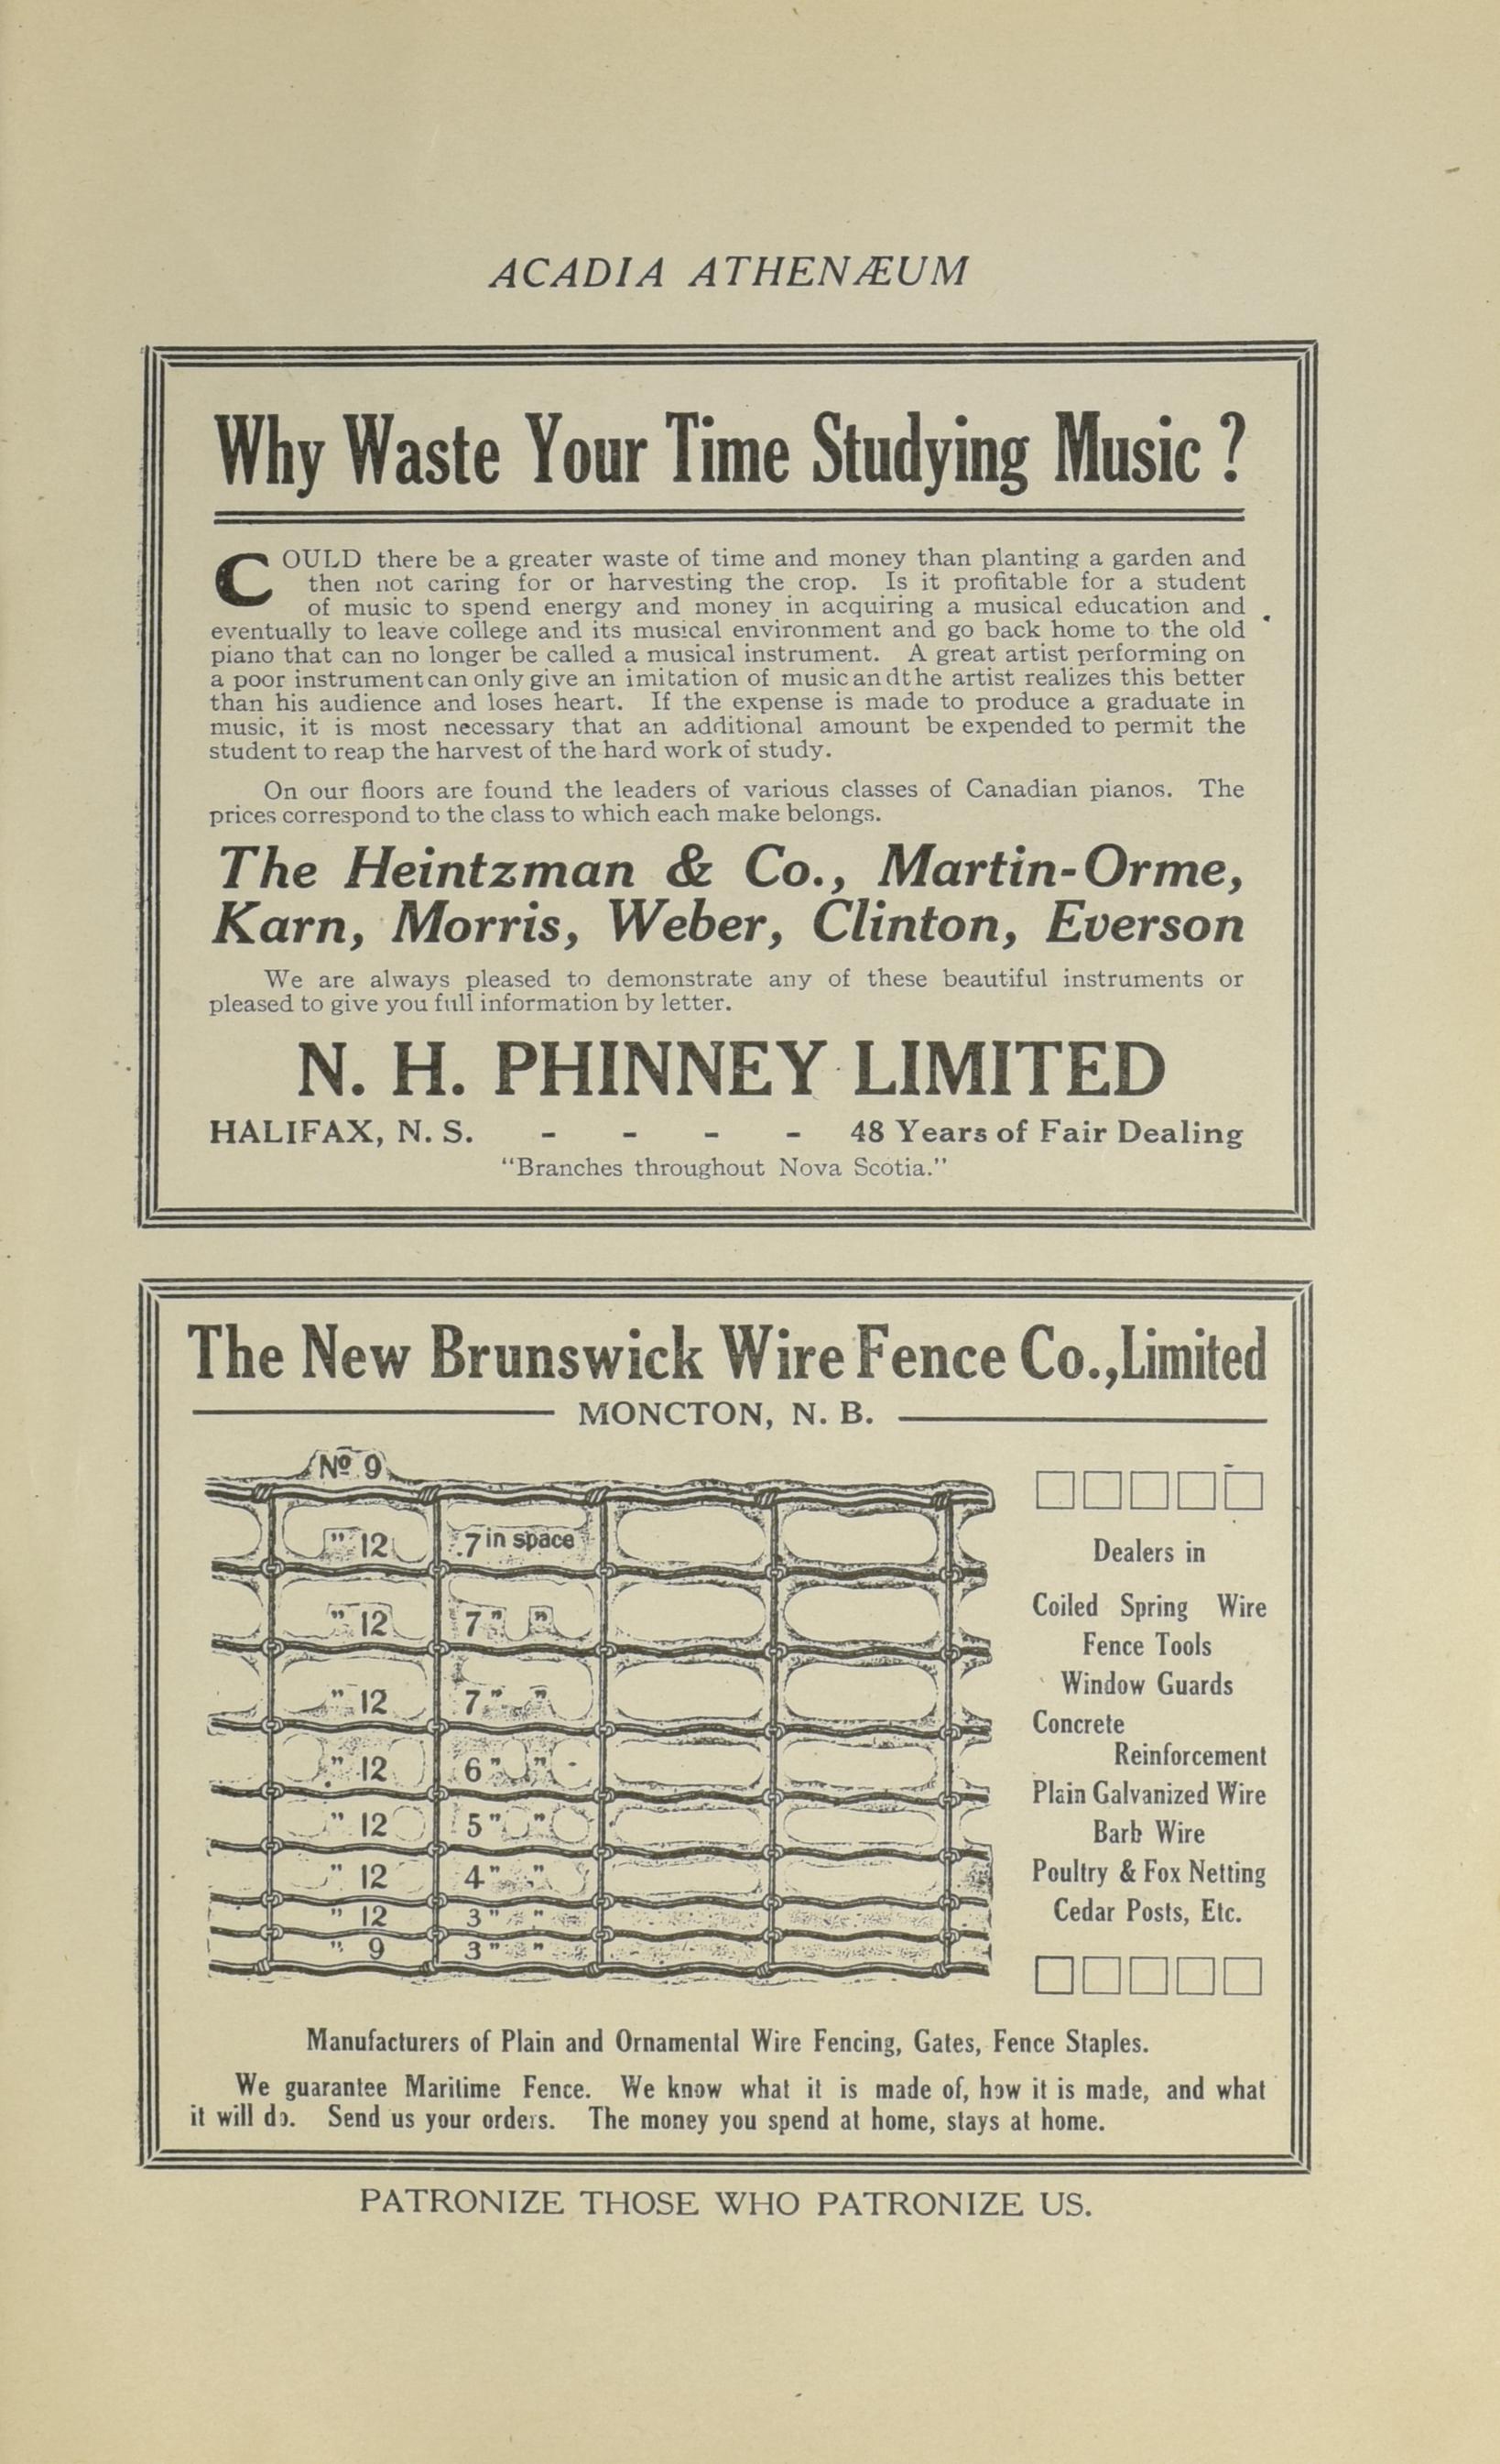 ACADIA ATHENÆUM
Why Waste Your Time Studying Music ?
COULD there be a greater waste of time and money than planting a garden and
then not caring for or harvesting the crop. Is it profitable for a student
of music to spend energy and money in acquiring a musical education and
eventually to leave college and its musical environment and go back home to the old
piano that can no longer be called a musical instrument. A great artist performing on
a poor instrument can only give an imitation of music an dthe artist realizes this better
than his audience and loses heart. If the expense is made to produce a graduate in
music, it is most necessary that an additional amount be expended to permit the
student to reap the harvest of the hard work of study.
On our floors are found the leaders of various classes of Canadian pianos. The
prices correspond to the class to which each make belongs.
The Heintzman & Co., Martin-Orme,
Karn, Morris, Weber, Clinton, Everson
We are always pleased to demonstrate any of these beautiful instruments or
pleased to give you full information by letter.
N. H. PHINNEY LIMITED
HALIFAX, N. S. - - - - 48 Years of Fair Dealing
"Branches throughout Nova Scotia."
The New Brunswick Wire Fence Co., Limited
MONCTON, N. B.
Nº 9
" 12 7 in space
" 12 7 " "
" 12 7 " "
" 12 6 " "
" 12 5 " "
" 12 4 " "
" 12 3 " "
" 9 3 " "
Dealers in
Coiled Spring Wire
Fence Tools
Window Guards
Concrete
Reinforcement
Plain Galvanized Wire
Barb Wire
Poultry & Fox Netting
Cedar Posts, Etc.
Manufacturers of Plain and Ornamental Wire Fencing, Gates, Fence Staples.
We guarantee Maritime Fence. We know what it is made of, how it is made, and what
it will do. Send us your orders. The money you spend at home, stays at home.
PATRONIZE THOSE WHO PATRONIZE US.